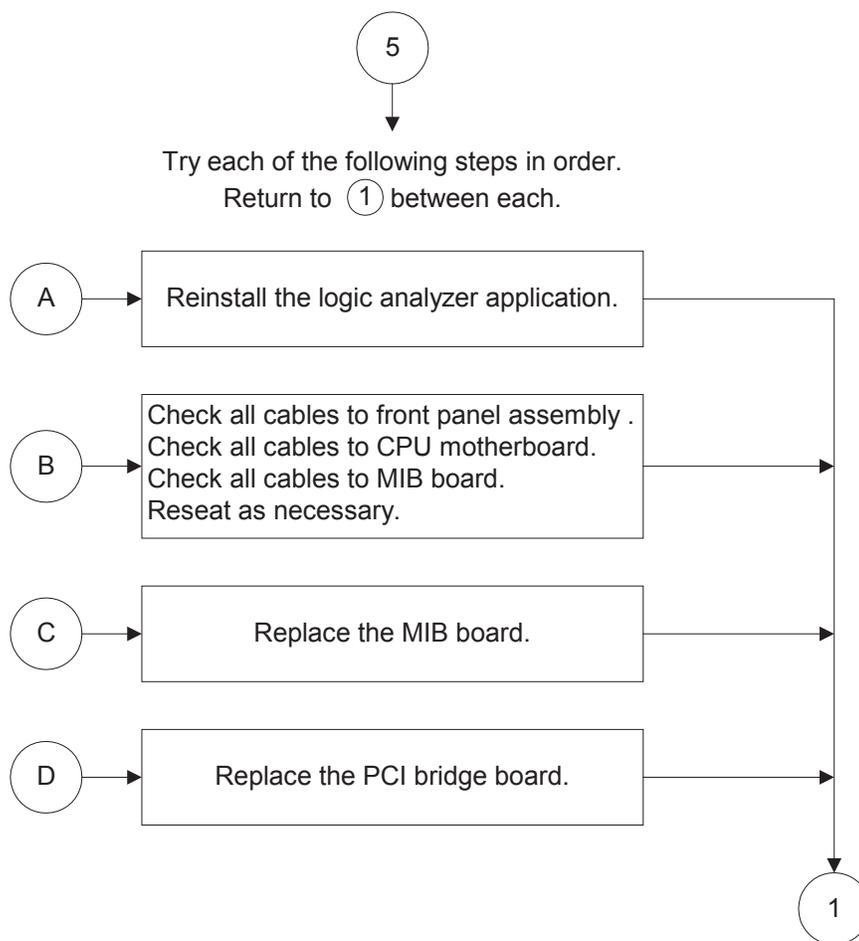 5
Try each of the following steps in order.
Return to 1 between each.
A
Reinstall the logic analyzer application.
B
Check all cables to front panel assembly .
Check all cables to CPU motherboard.
Check all cables to MIB board.
Reseat as necessary.
C
Replace the MIB board.
D
Replace the PCI bridge board.
1